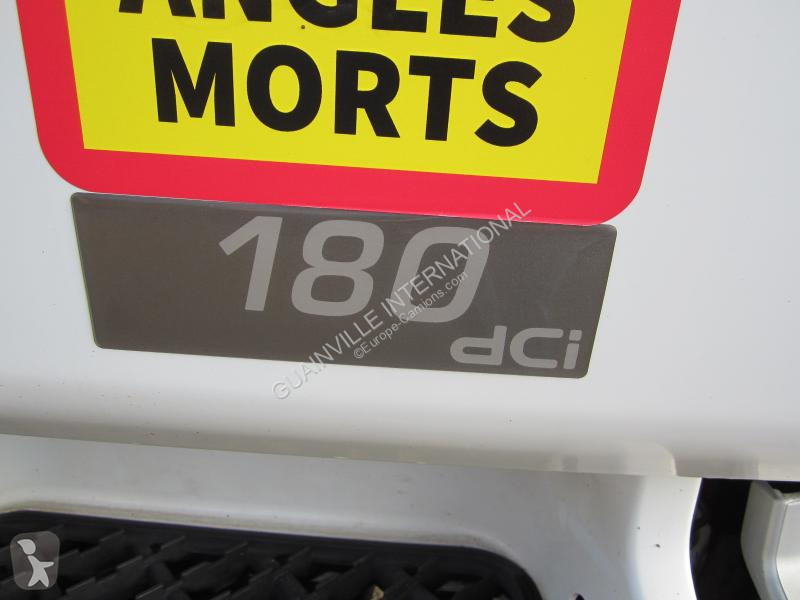 ANGLES
MORTS
180
dCi
GUAINVILLE INTERNATIONAL
©Europe-Camions.com